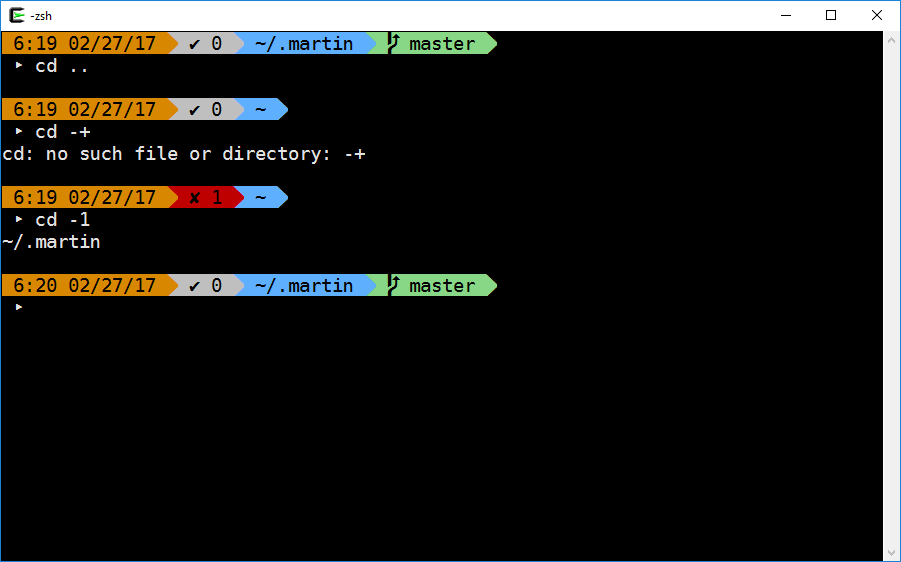 -zsh
6:19 02/27/17 ✔ 0 ~/.martin master
‣ cd ..
6:19 02/27/17 ✔ 0 ~
‣ cd -+
cd: no such file or directory: -+
6:19 02/27/17 ✘ 1 ~
‣ cd -1
~/.martin
6:20 02/27/17 ✔ 0 ~/.martin master
‣